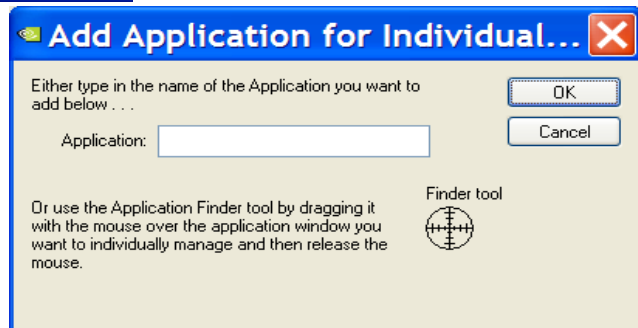 Add Application for Individual...
Either type in the name of the Application you want to
add below . . .
OK
Cancel
Application:
Finder tool
Or use the Application Finder tool by dragging it
with the mouse over the application window you
want to individually manage and then release the
mouse.